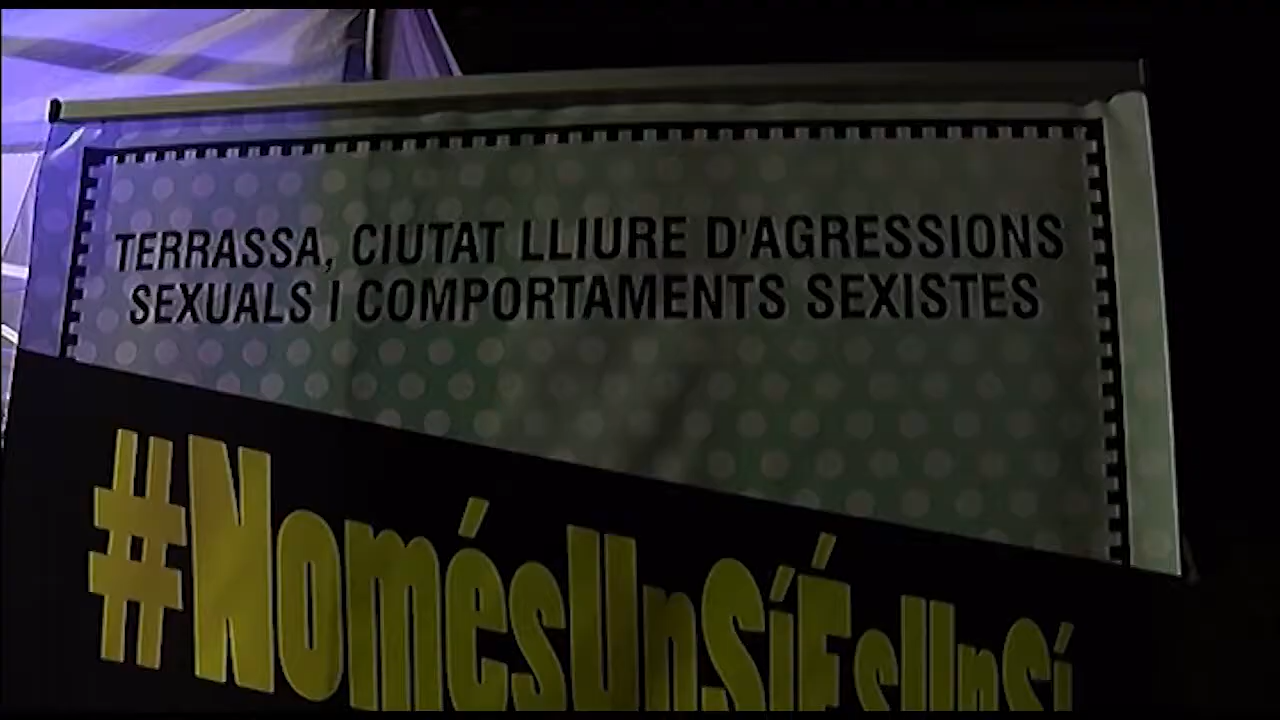 TERRASSA, CIUTAT LLIURE D'AGRESSIONS
SEXUALS I COMPORTAMENTS SEXISTES
#NomésUnSíÉsUnSí